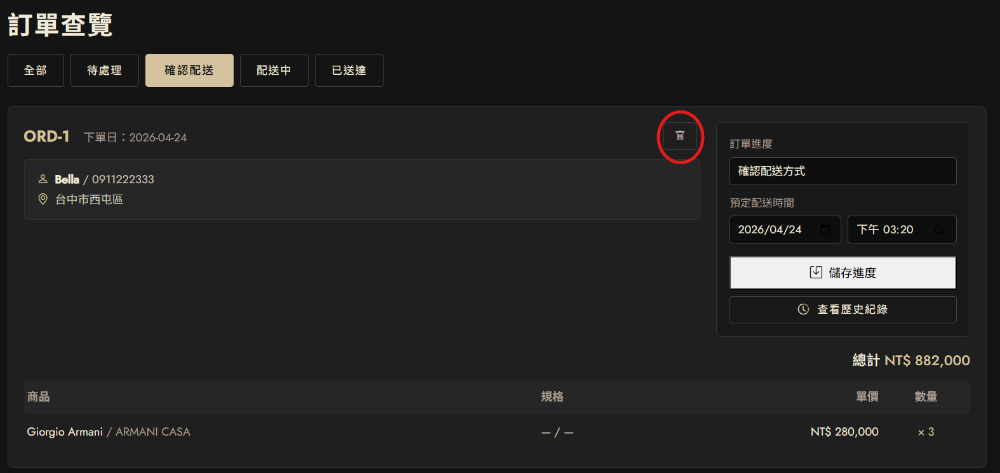 訂單查覽
全部 待處理 確認配送 配送中 已送達
ORD-1 下單日：2026-04-24
Bella / 0911222333
台中市西屯區
訂單進度
確認配送方式
預定配送時間
2026/04/24 下午 03:20
儲存進度
查看歷史紀錄
總計 NT$ 882,000
商品 規格 單價 數量
Giorgio Armani / ARMANI CASA — / — NT$ 280,000 × 3